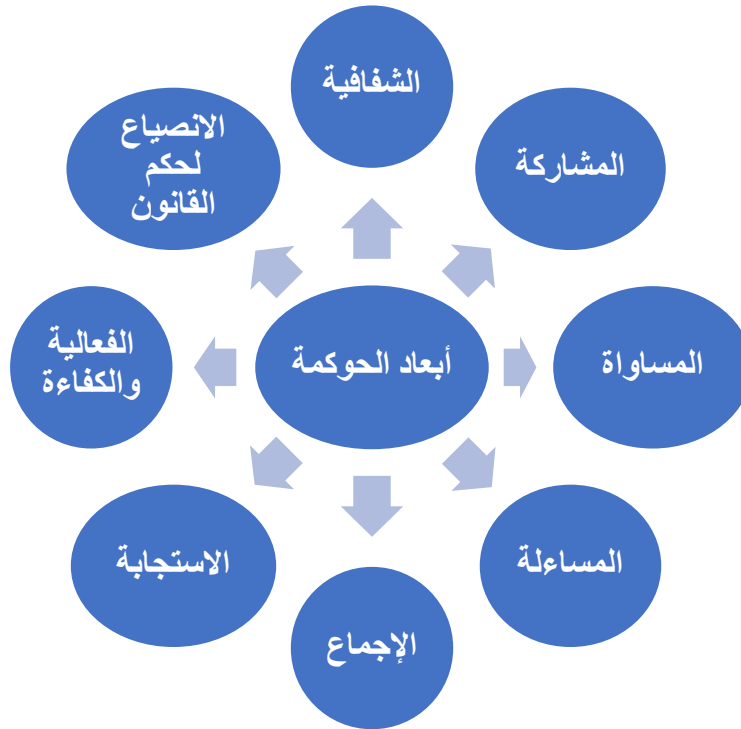 الشفافية
المشاركة
الانصياع
لحكم
القانون
أبعاد الحوكمة
المساواة
الفعالية
والكفاءة
المساءلة
الاستجابة
الإجماع